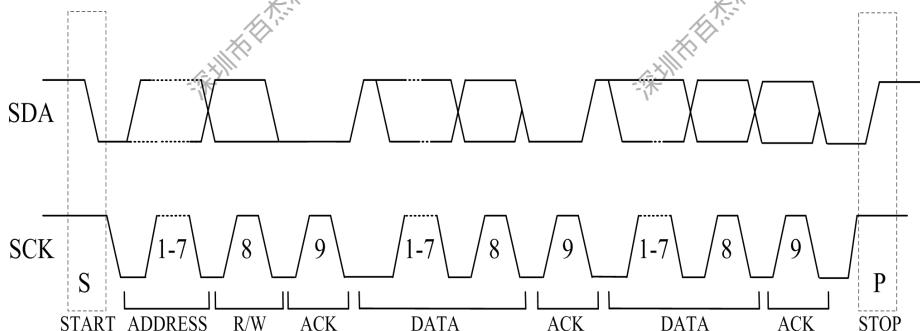 深圳市百杰
深圳市百杰
SDA
SCK
1-7 8 9 1-7 8 9 1-7 8 9
S P
START ADDRESS R/W ACK DATA ACK DATA ACK STOP